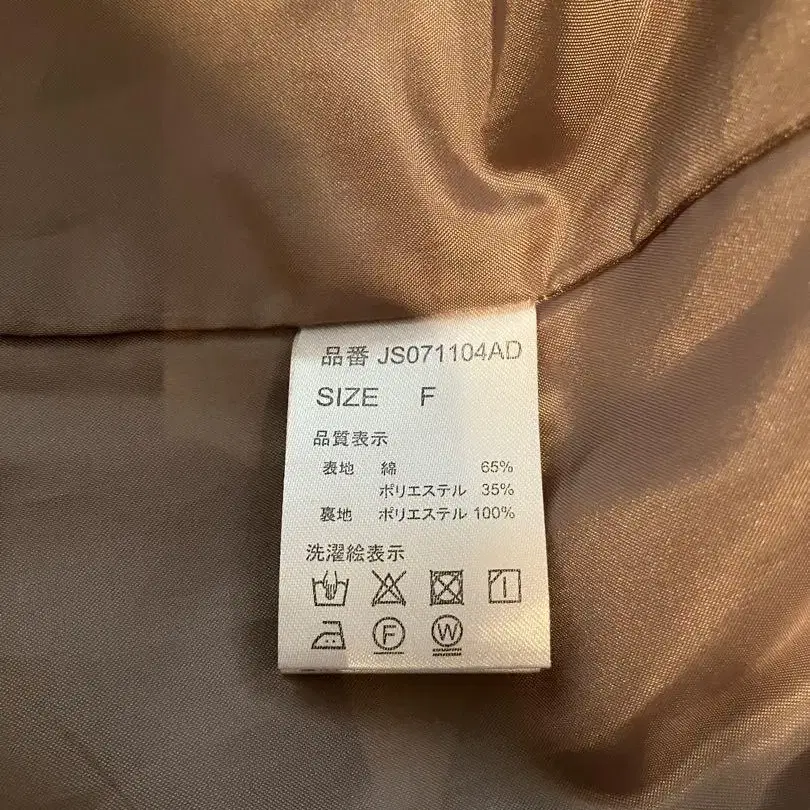 品番 JS071104AD
SIZE F
品質表示
表地 綿 65%
ポリエステル 35%
裏地 ポリエステル 100%
洗濯絵表示
F W